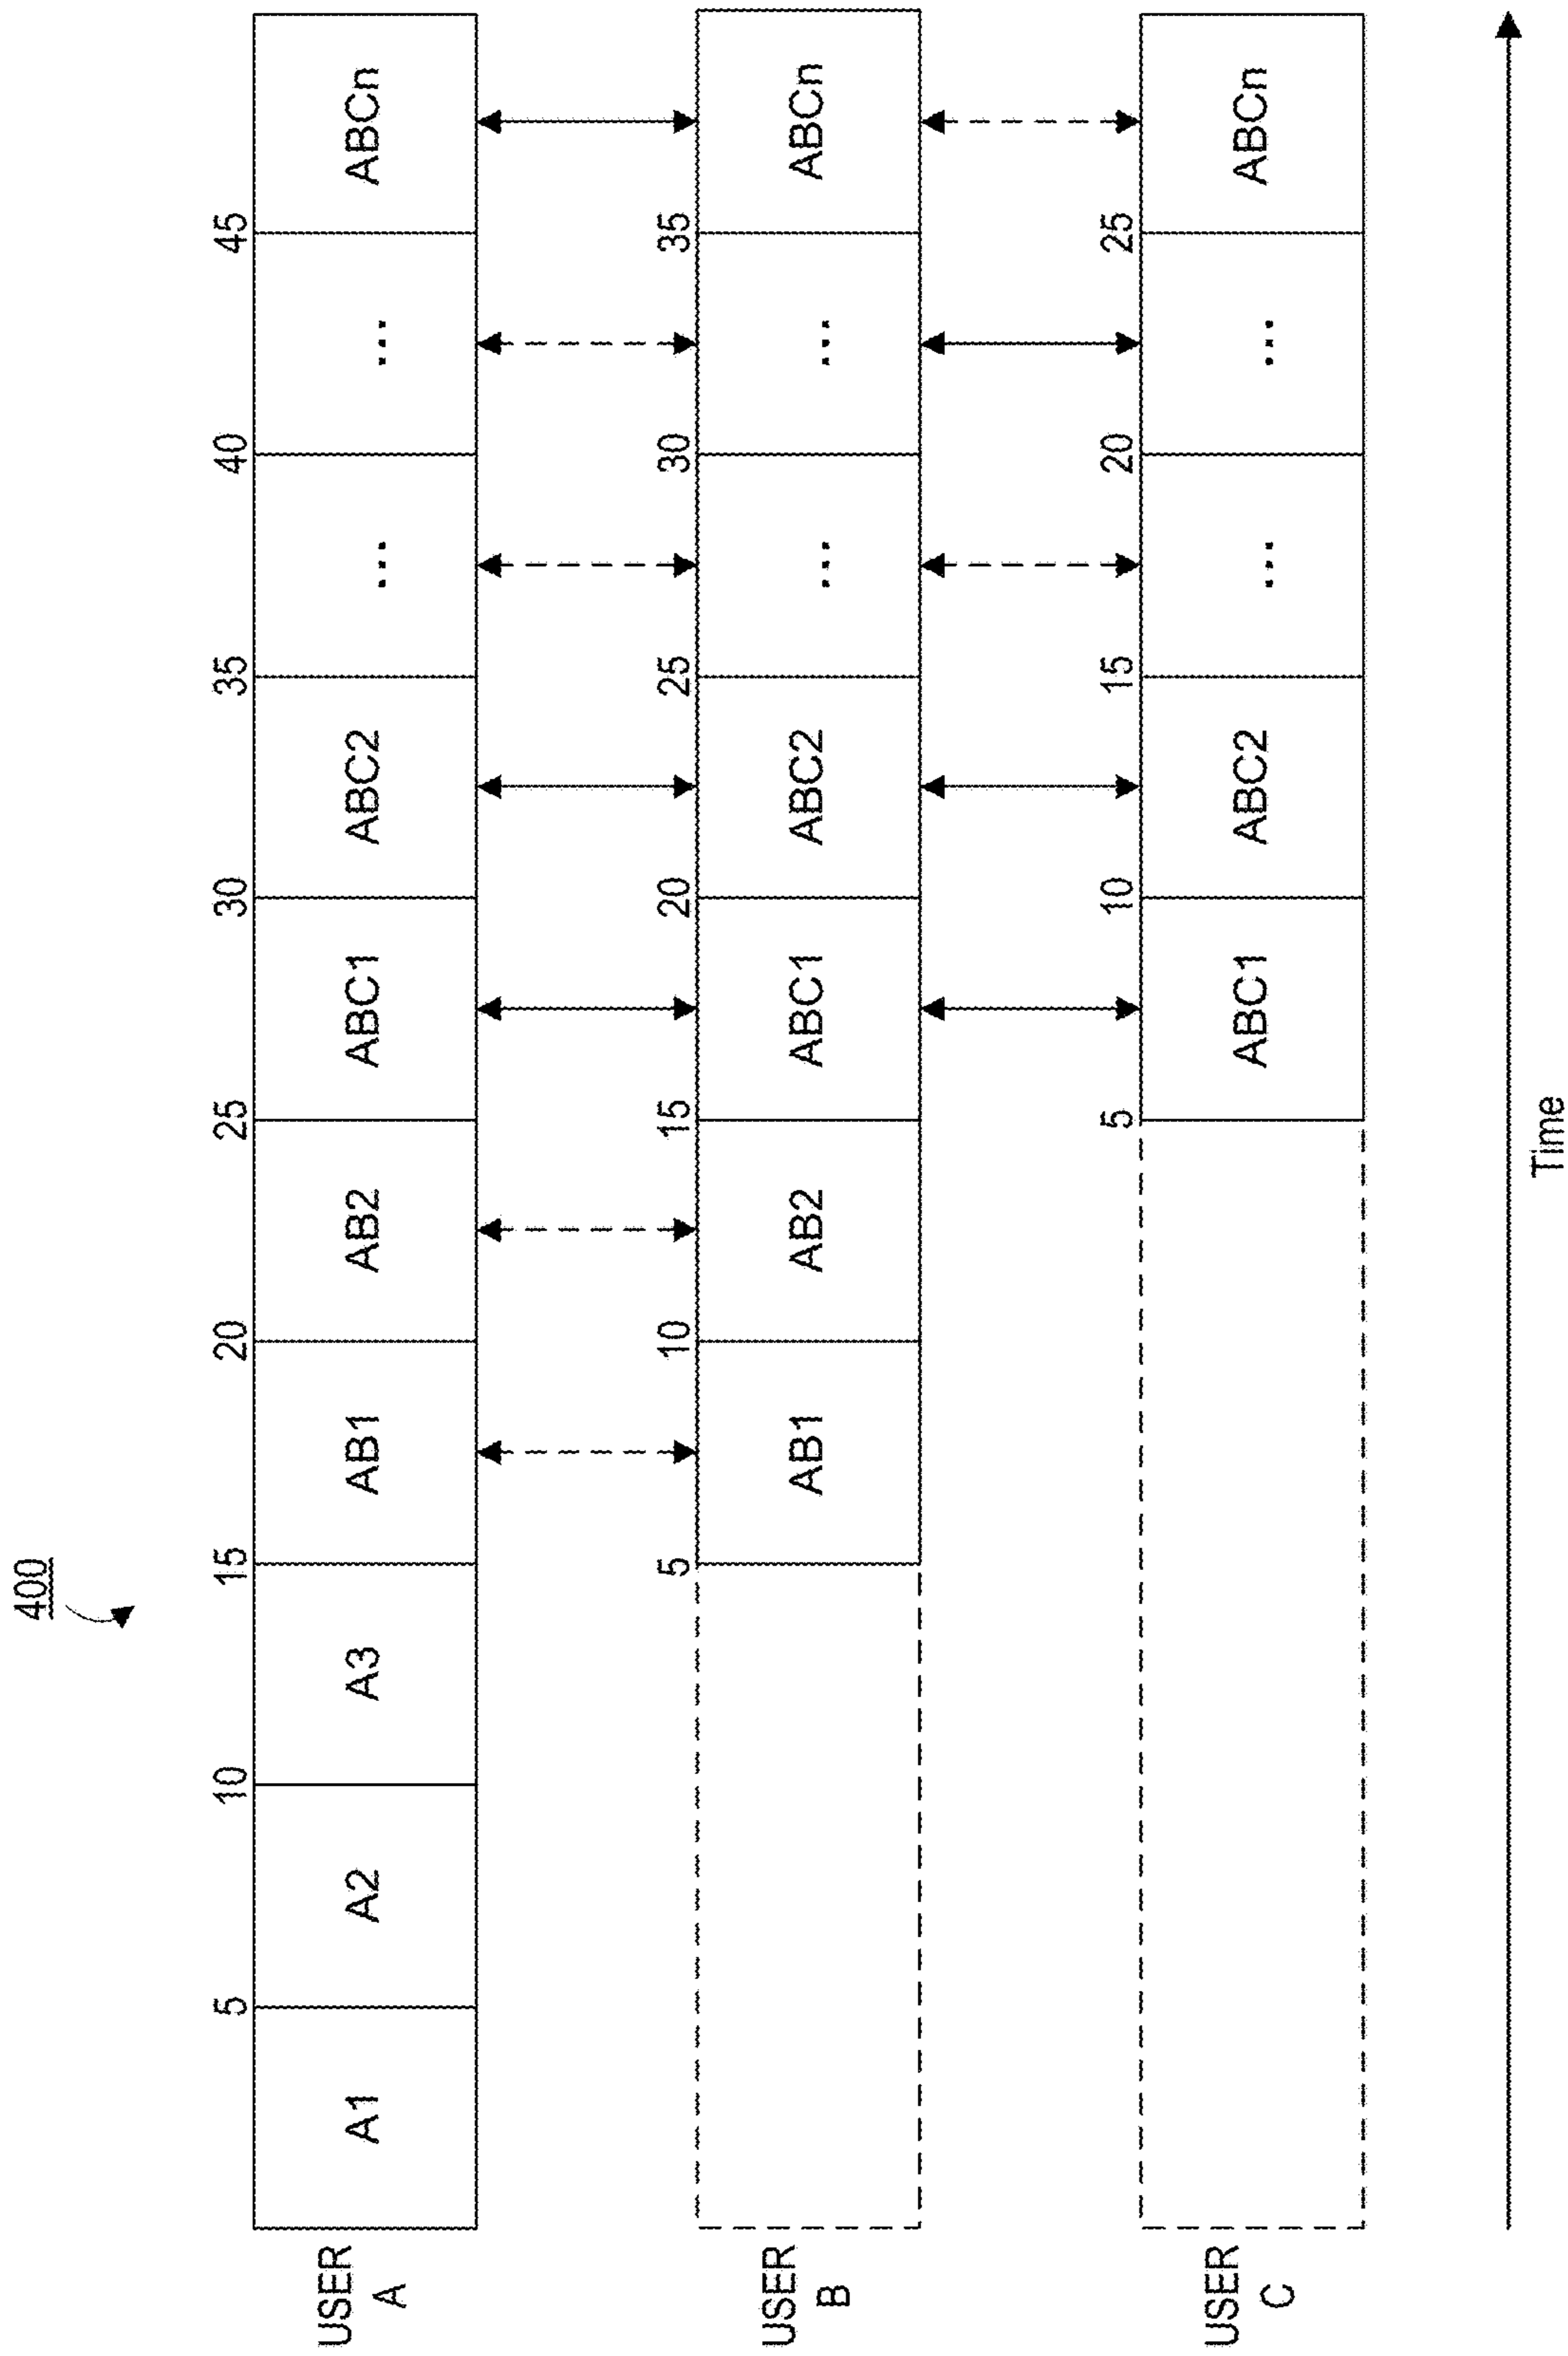 400
5 10 15 20 25 30 35 40 45
USER
A
A1 A2 A3 AB1 AB2 ABC1 ABC2 ... ... ABCn
5 10 15 20 25 30 35
USER
B
AB1 AB2 ABC1 ABC2 ... ... ABCn
5 10 15 20 25
USER
C
ABC1 ABC2 ... ... ABCn
Time